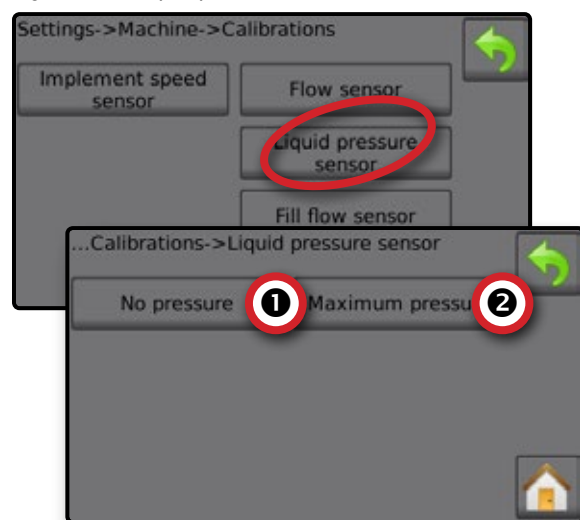 Settings->Machine->Calibrations
Implement speed
sensor
Flow sensor
Liquid pressure
sensor
Fill flow sensor
...Calibrations->Liquid pressure sensor
No pressure
1
Maximum pressu
2